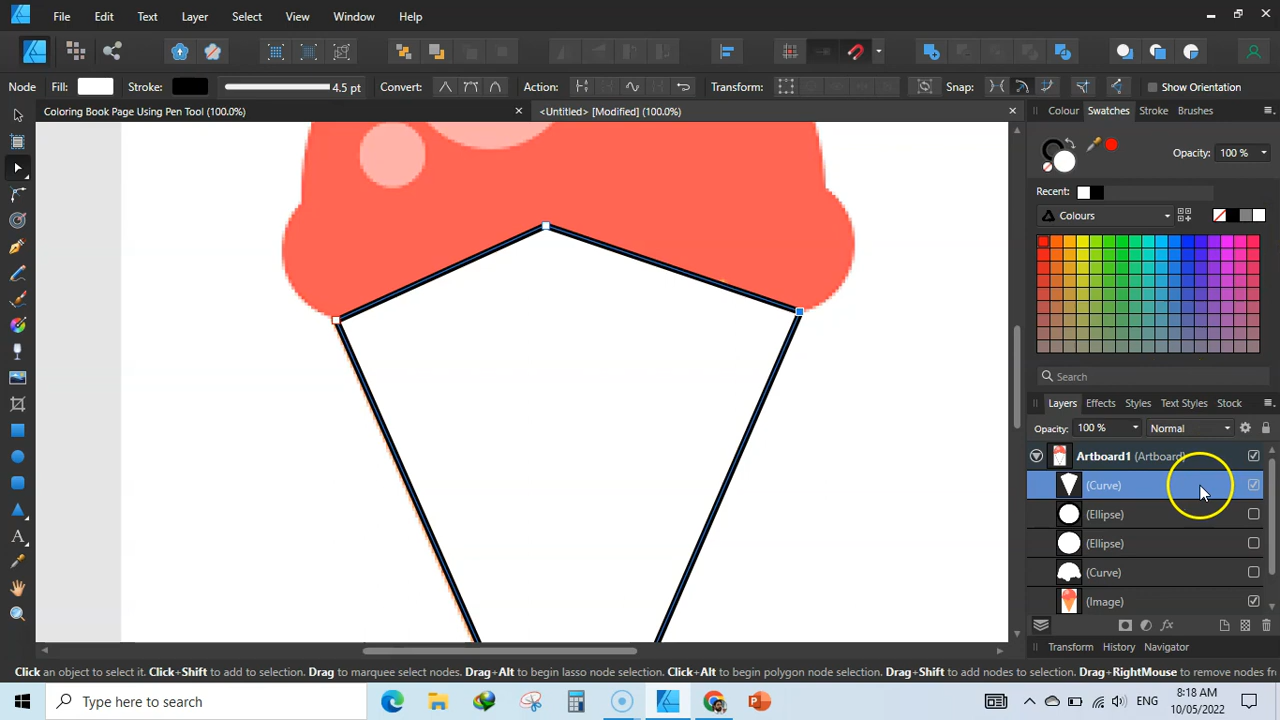 File Edit Text Layer Select View Window Help
Node Fill: Stroke: 4.5 pt Convert: Action: Transform: Snap: Show Orientation
Coloring Book Page Using Pen Tool (100.0%) <Untitled> [Modified] (100.0%)
Colour Swatches Stroke Brushes
Opacity: 100 %
Recent:
Colours
Search
Layers Effects Styles Text Styles Stock
Opacity: 100 % Normal
Artboard1 (Artboard)
(Curve)
(Ellipse)
(Ellipse)
(Curve)
(Image)
Transform History Navigator
Click an object to select it. Click+Shift to add to selection. Drag to marquee select nodes. Drag+Alt to begin lasso node selection. Click+Alt to begin polygon node selection. Drag+Shift to add nodes to selection. Drag+RightMouse to remove nodes fr
Type here to search
ENG
8:18 AM
10/05/2022